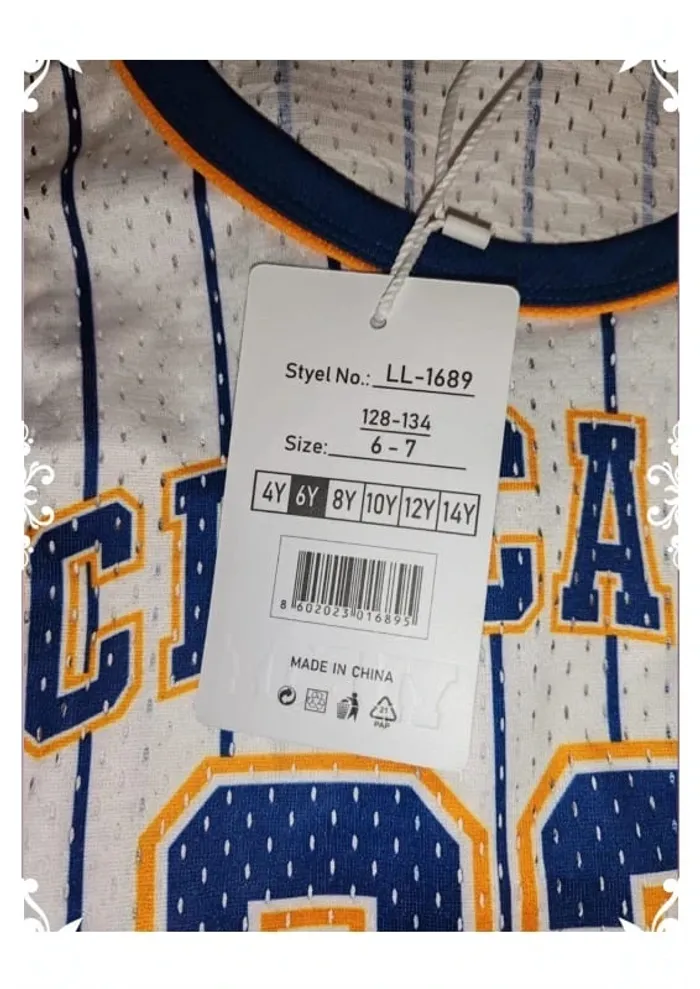 Styel No.: LL-1689
128-134
Size: 6 - 7
4Y 6Y 8Y 10Y 12Y 14Y
8 602023 016895
MADE IN CHINA
21
PAP